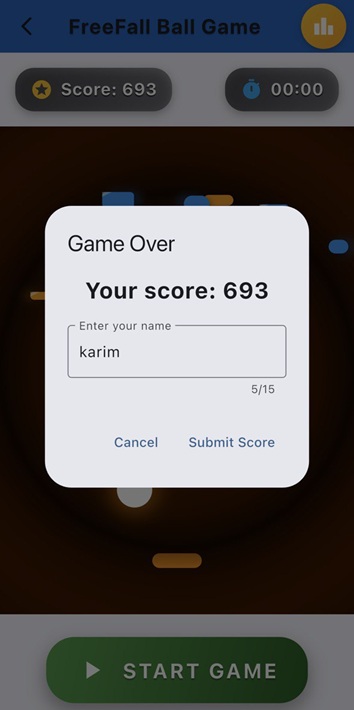 FreeFall Ball Game
Score: 693
00:00
Game Over
Your score: 693
Enter your name
karim
5/15
Cancel
Submit Score
START GAME